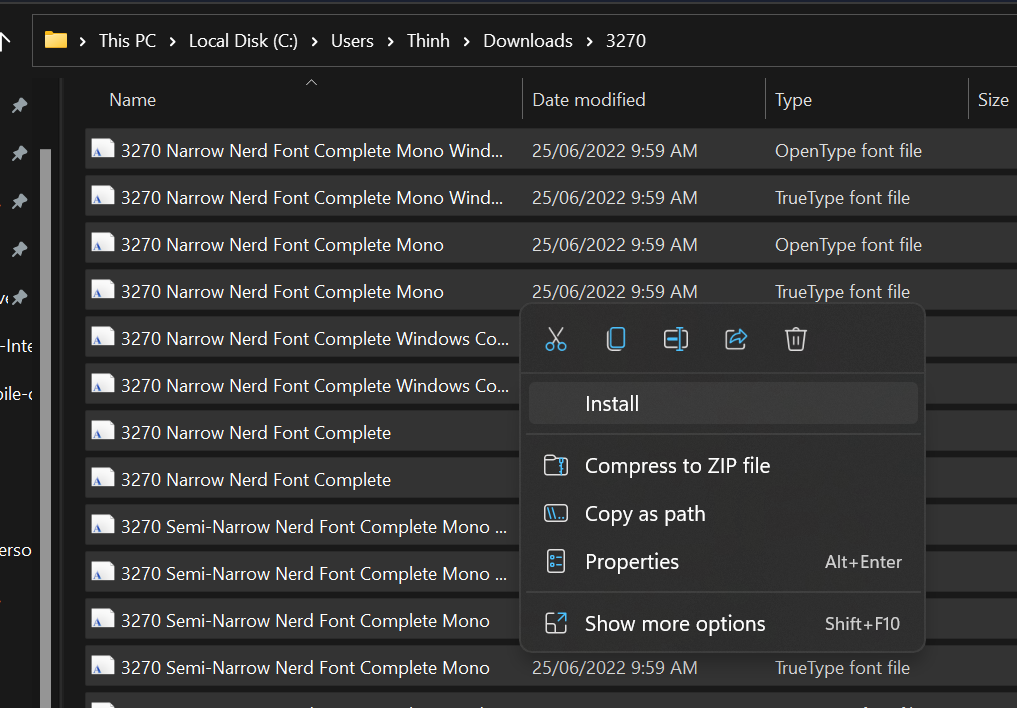 This PC > Local Disk (C:) > Users > Thinh > Downloads > 3270
Name Date modified Type Size
3270 Narrow Nerd Font Complete Mono Wind... 25/06/2022 9:59 AM OpenType font file
3270 Narrow Nerd Font Complete Mono Wind... 25/06/2022 9:59 AM TrueType font file
3270 Narrow Nerd Font Complete Mono 25/06/2022 9:59 AM OpenType font file
3270 Narrow Nerd Font Complete Mono 25/06/2022 9:59 AM TrueType font file
3270 Narrow Nerd Font Complete Windows Co...
-Inte
3270 Narrow Nerd Font Complete Windows Co...
Install
3270 Narrow Nerd Font Complete
Compress to ZIP file
3270 Narrow Nerd Font Complete
Copy as path
3270 Semi-Narrow Nerd Font Complete Mono ...
erso
Properties Alt+Enter
3270 Semi-Narrow Nerd Font Complete Mono ...
3270 Semi-Narrow Nerd Font Complete Mono
Show more options Shift+F10
3270 Semi-Narrow Nerd Font Complete Mono 25/06/2022 9:59 AM TrueType font file